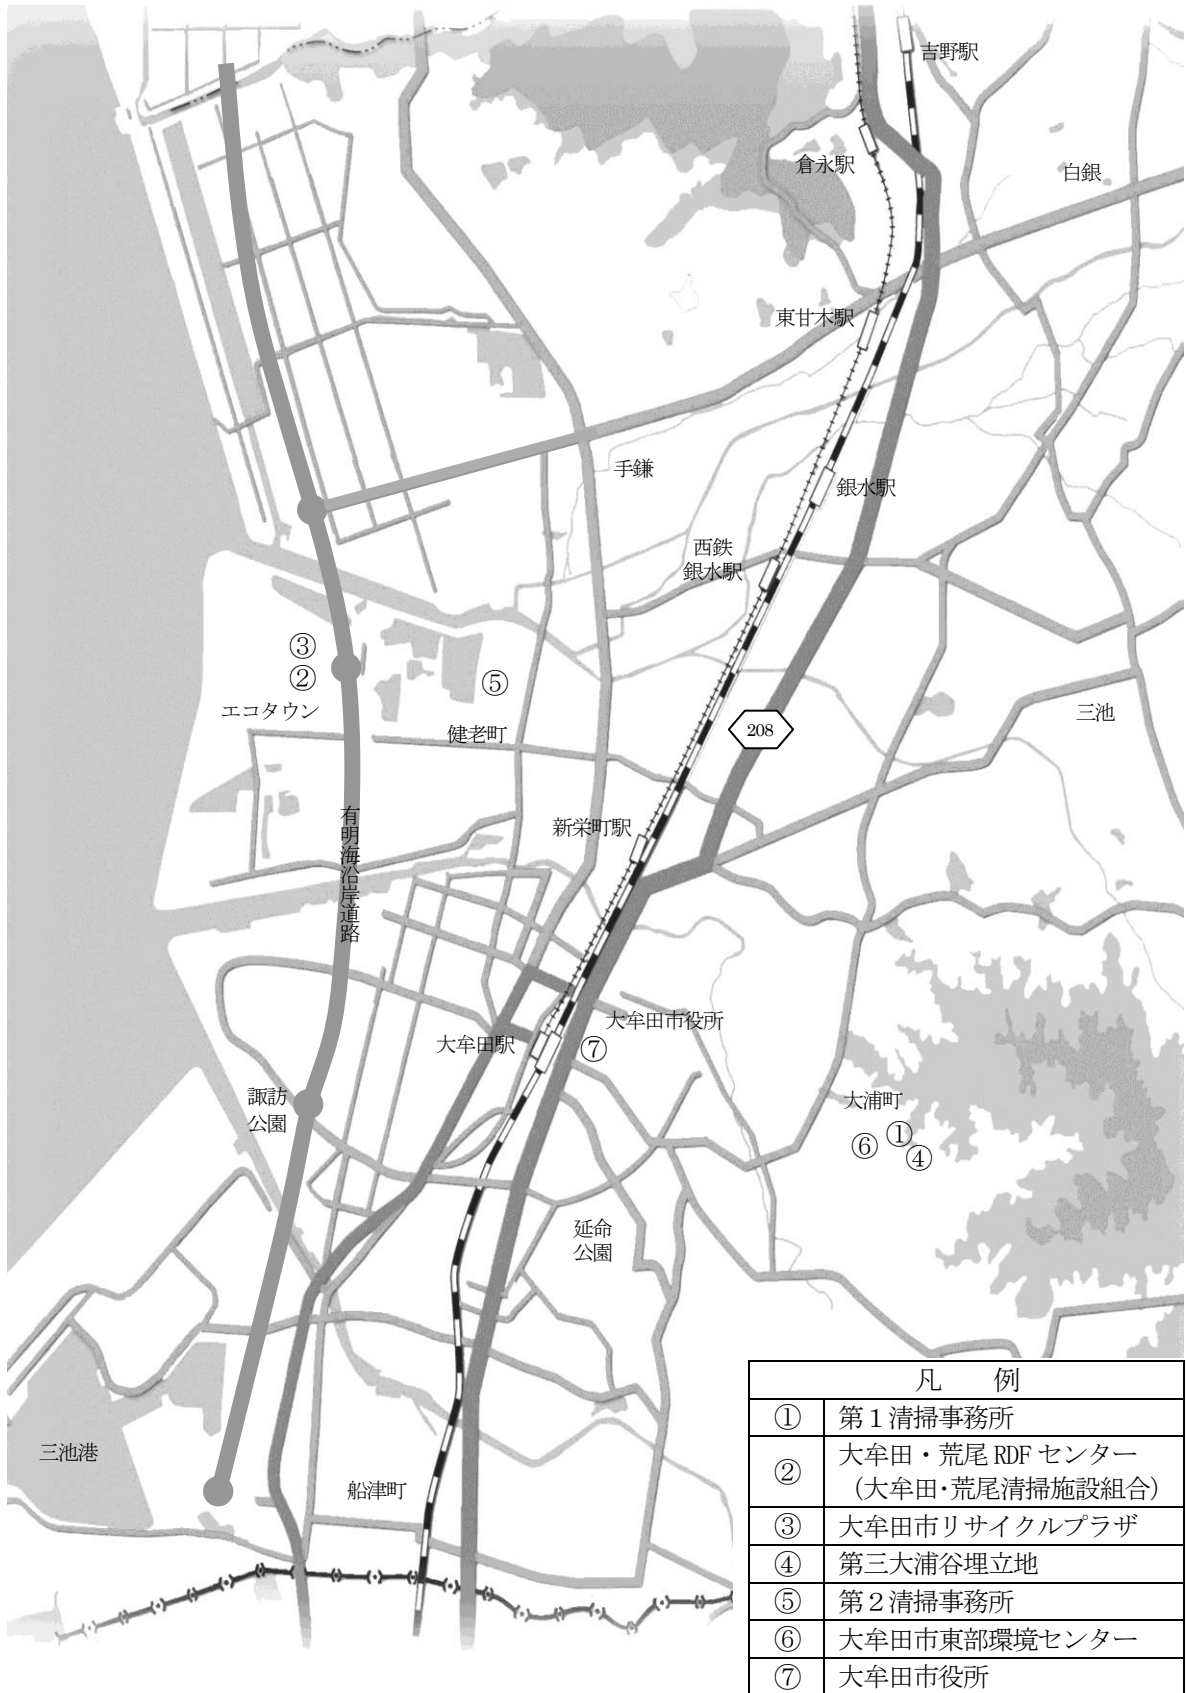 吉野駅
倉永駅
白銀
東甘木駅
手鎌
銀水駅
西鉄
銀水駅
③
②
⑤
エコタウン
健老町
三池
208
新栄町駅
有明海沿岸道路
大牟田市役所
大牟田駅
⑦
諏訪
公園
大浦町
①
⑥
④
延命
公園
三池港
船津町
凡 例
① 第1清掃事務所
② 大牟田・荒尾 RDF センター
(大牟田・荒尾清掃施設組合)
③ 大牟田市リサイクルプラザ
④ 第三大浦谷埋立地
⑤ 第2清掃事務所
⑥ 大牟田市東部環境センター
⑦ 大牟田市役所